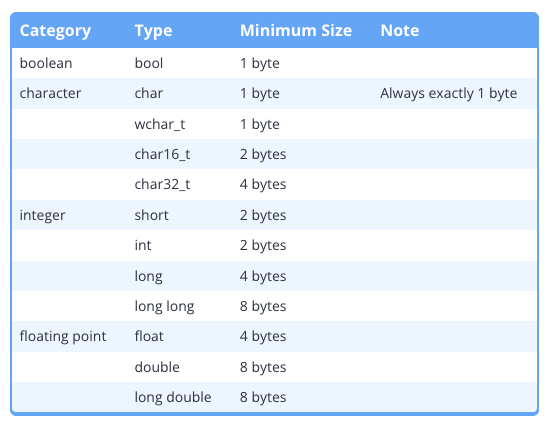 Category Type Minimum Size Note
boolean bool 1 byte
character char 1 byte Always exactly 1 byte
wchar_t 1 byte
char16_t 2 bytes
char32_t 4 bytes
integer short 2 bytes
int 2 bytes
long 4 bytes
long long 8 bytes
floating point float 4 bytes
double 8 bytes
long double 8 bytes